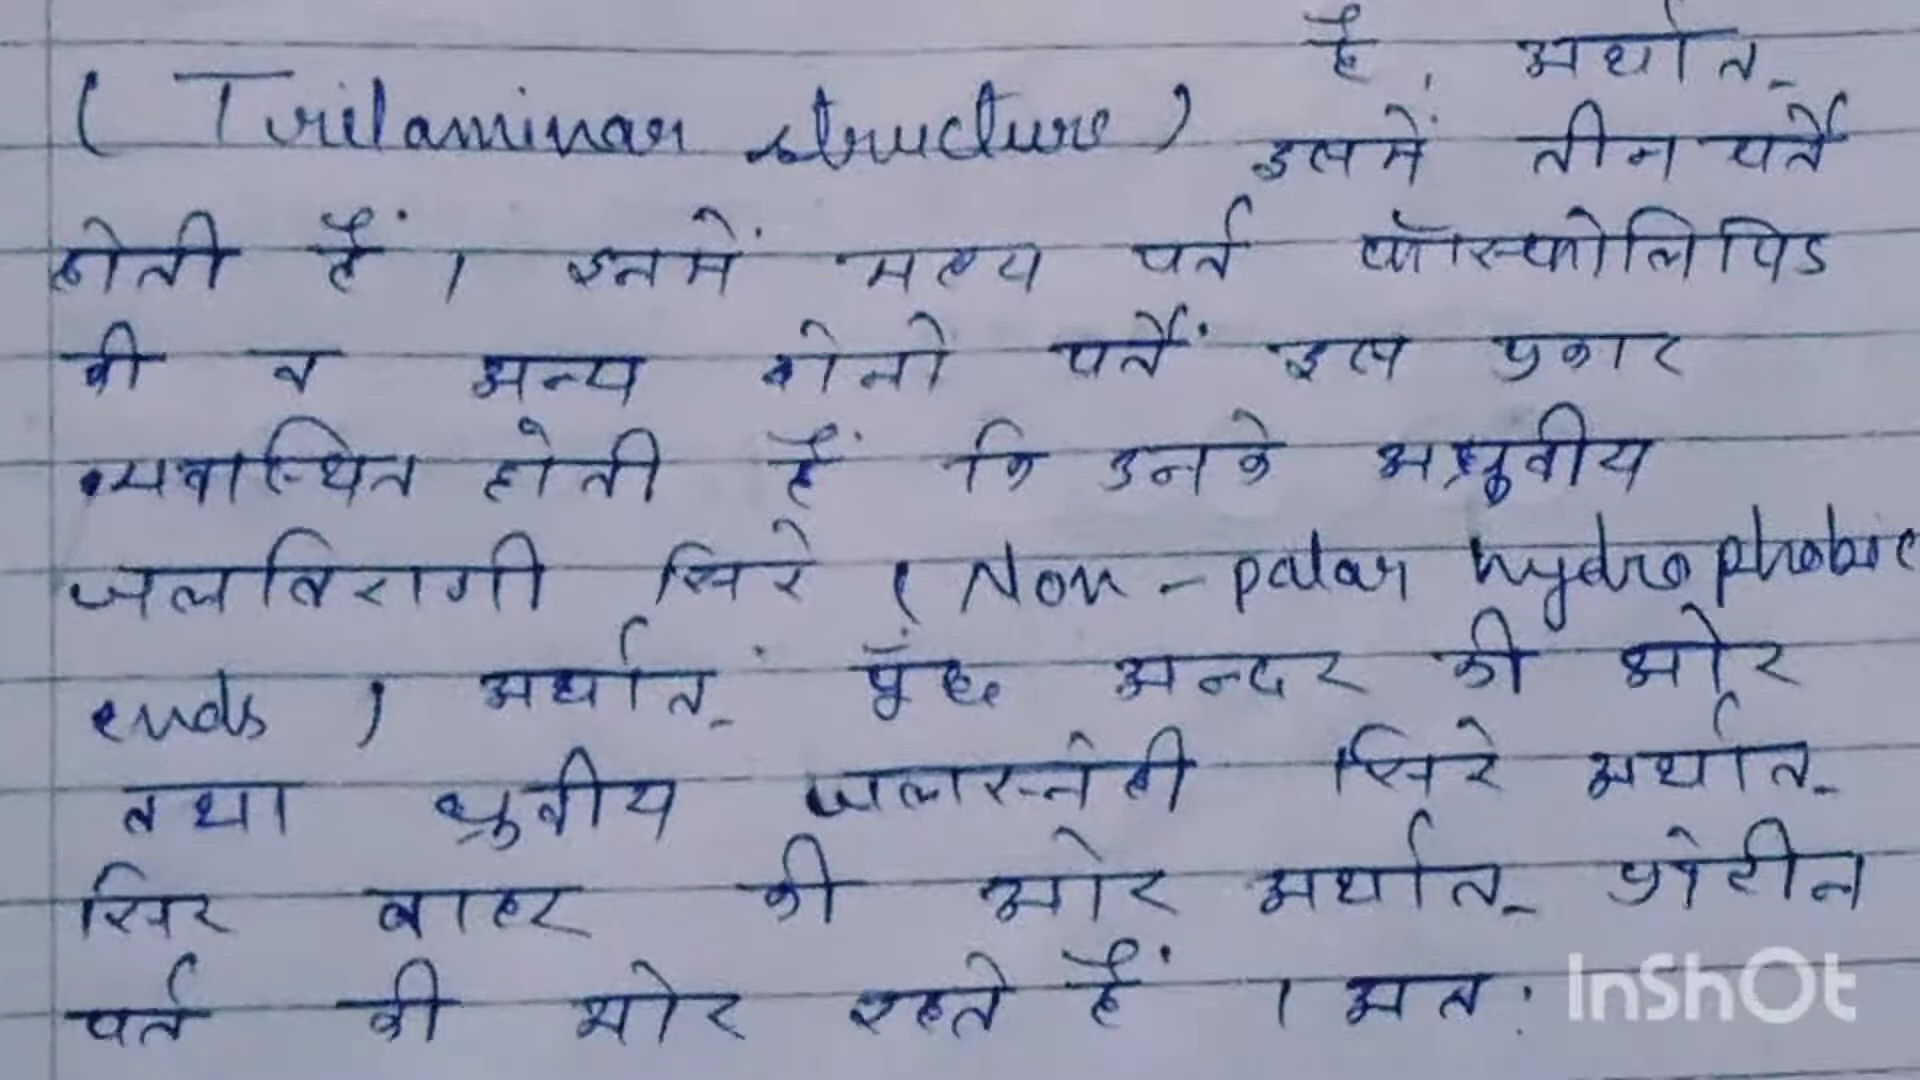 है, अर्थात्
(Trilaminar structure) इसमें तीन पर्ते
होती हैं। इनमें मध्य पर्त फॉस्फोलिपिड
की व अन्य दोनो पर्तें इस प्रकार
व्यवास्थित होती हैं कि उनके अध्रुवीय
जलविरागी सिरे (Non-polar hydrophobic
ends) अर्थात् पूँछ अन्दर की ओर
तथा ध्रुवीय जलस्नेही सिरे अर्थात्
सिर बाहर की ओर अर्थात् प्रोटीन
पर्त की ओर रहते हैं । अत:
InShOt